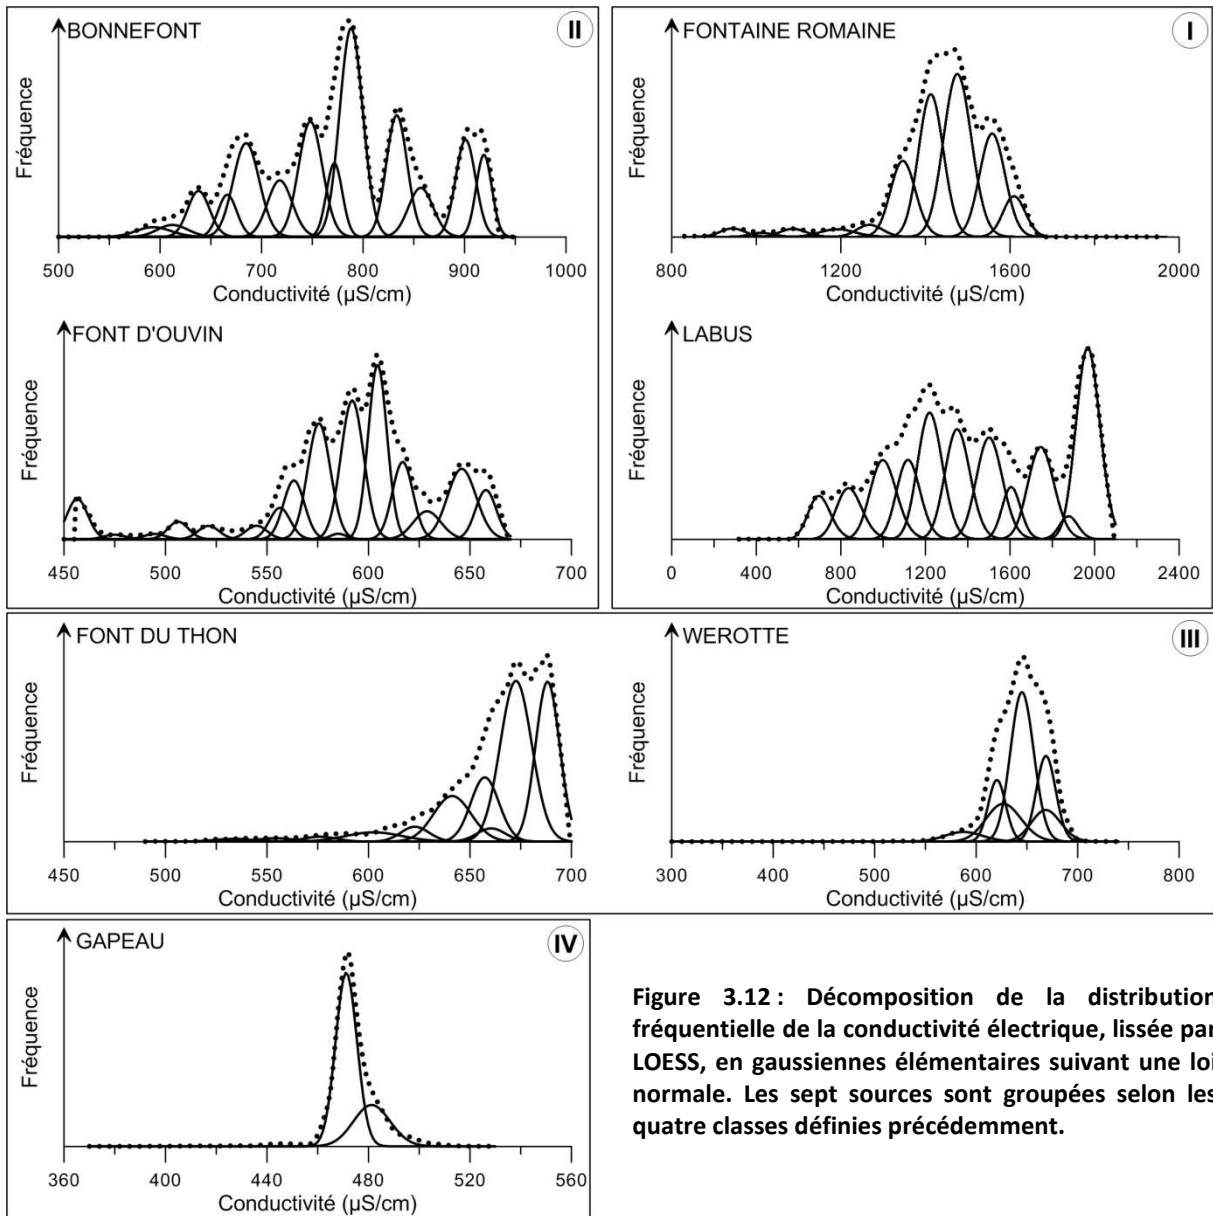 BONNEFONT
II
Fréquence
500 600 700 800 900 1000
Conductivité (µS/cm)
FONT D'OUVIN
Fréquence
450 500 550 600 650 700
Conductivité (µS/cm)
FONTAINE ROMAINE
I
Fréquence
800 1200 1600 2000
Conductivité (µS/cm)
LABUS
Fréquence
0 400 800 1200 1600 2000 2400
Conductivité (µS/cm)
FONT DU THON
Fréquence
450 500 550 600 650 700
Conductivité (µS/cm)
WEROTTE
III
Fréquence
300 400 500 600 700 800
Conductivité (µS/cm)
GAPEAU
IV
Fréquence
360 400 440 480 520 560
Conductivité (µS/cm)
Figure 3.12 : Décomposition de la distribution
fréquentielle de la conductivité électrique, lissée par
LOESS, en gaussiennes élémentaires suivant une loi
normale. Les sept sources sont groupées selon les
quatre classes définies précédemment.